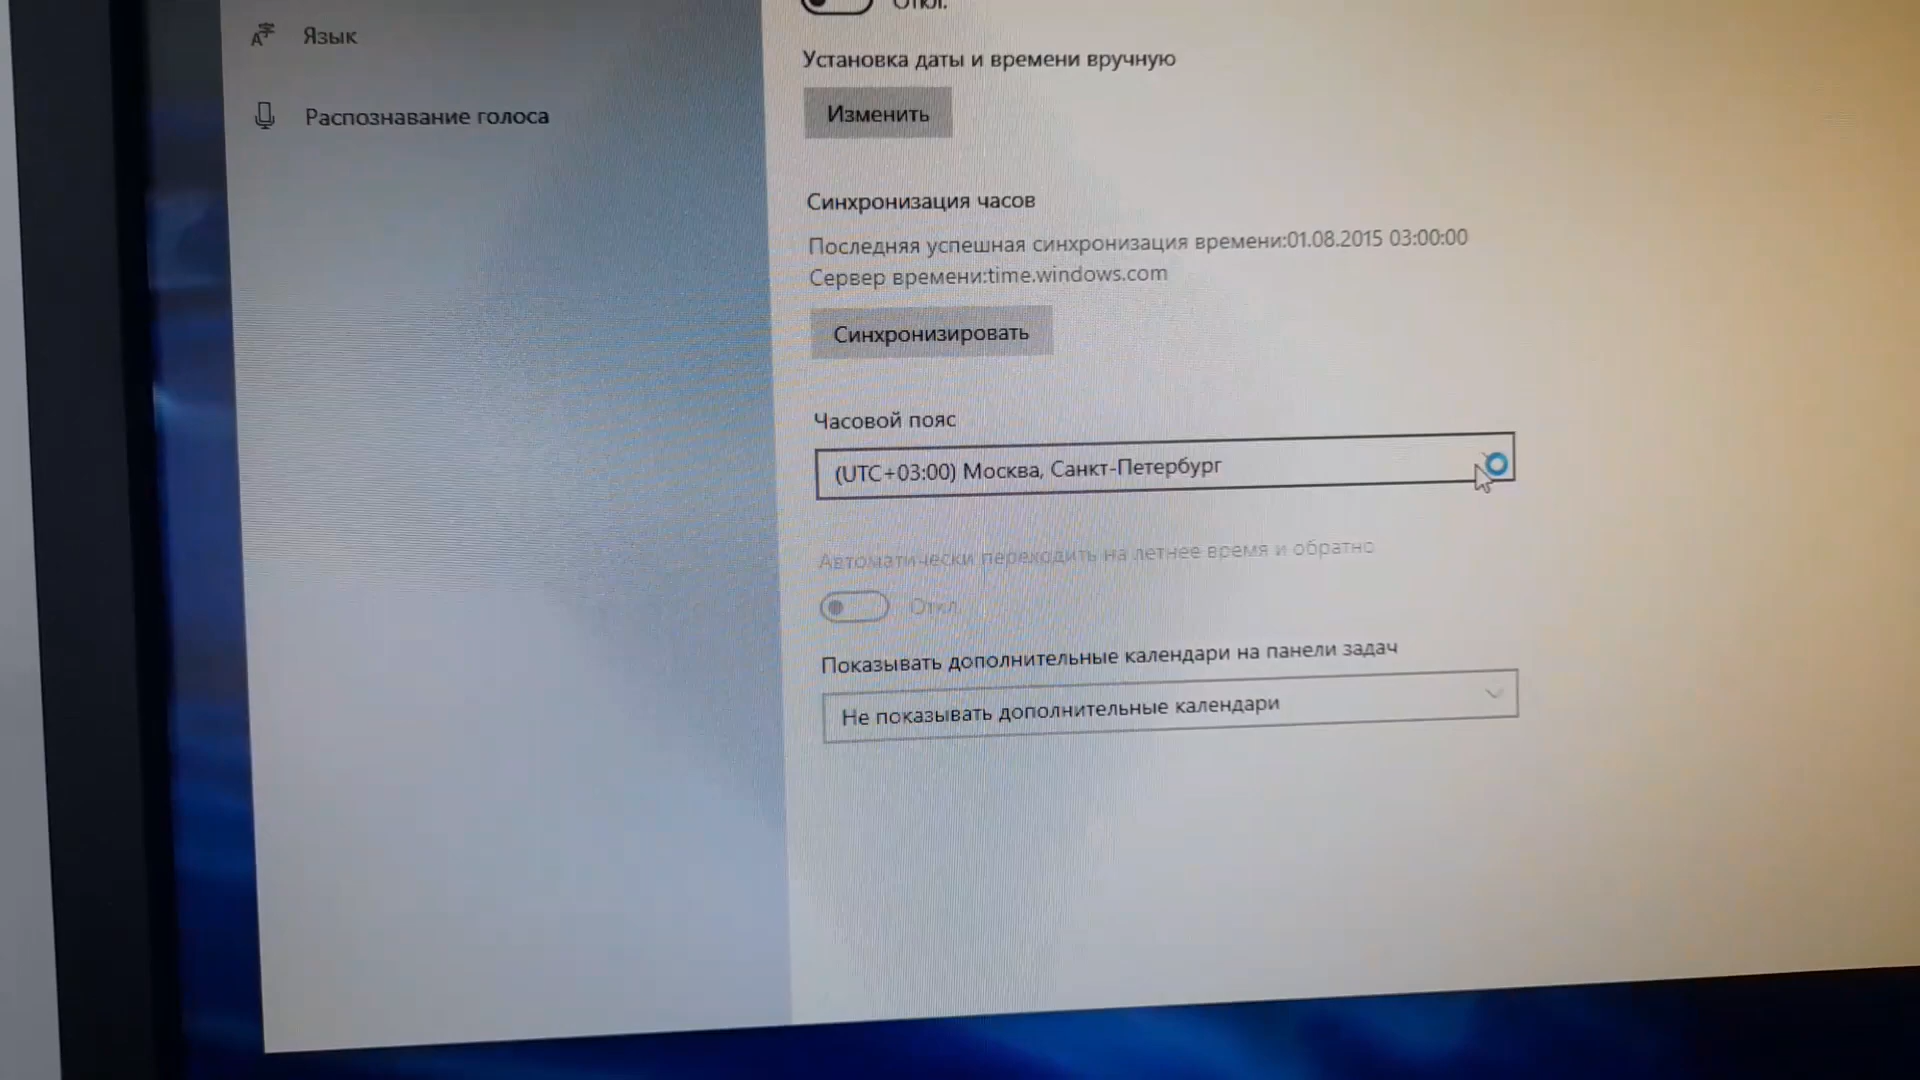 Язык
Распознавание голоса
Откл.
Установка даты и времени вручную
Изменить
Синхронизация часов
Последняя успешная синхронизация времени:01.08.2015 03:00:00
Сервер времени:time.windows.com
Синхронизировать
Часовой пояс
(UTC+03:00) Москва, Санкт-Петербург
Автоматически переходить на летнее время и обратно
Откл.
Показывать дополнительные календари на панели задач
Не показывать дополнительные календари